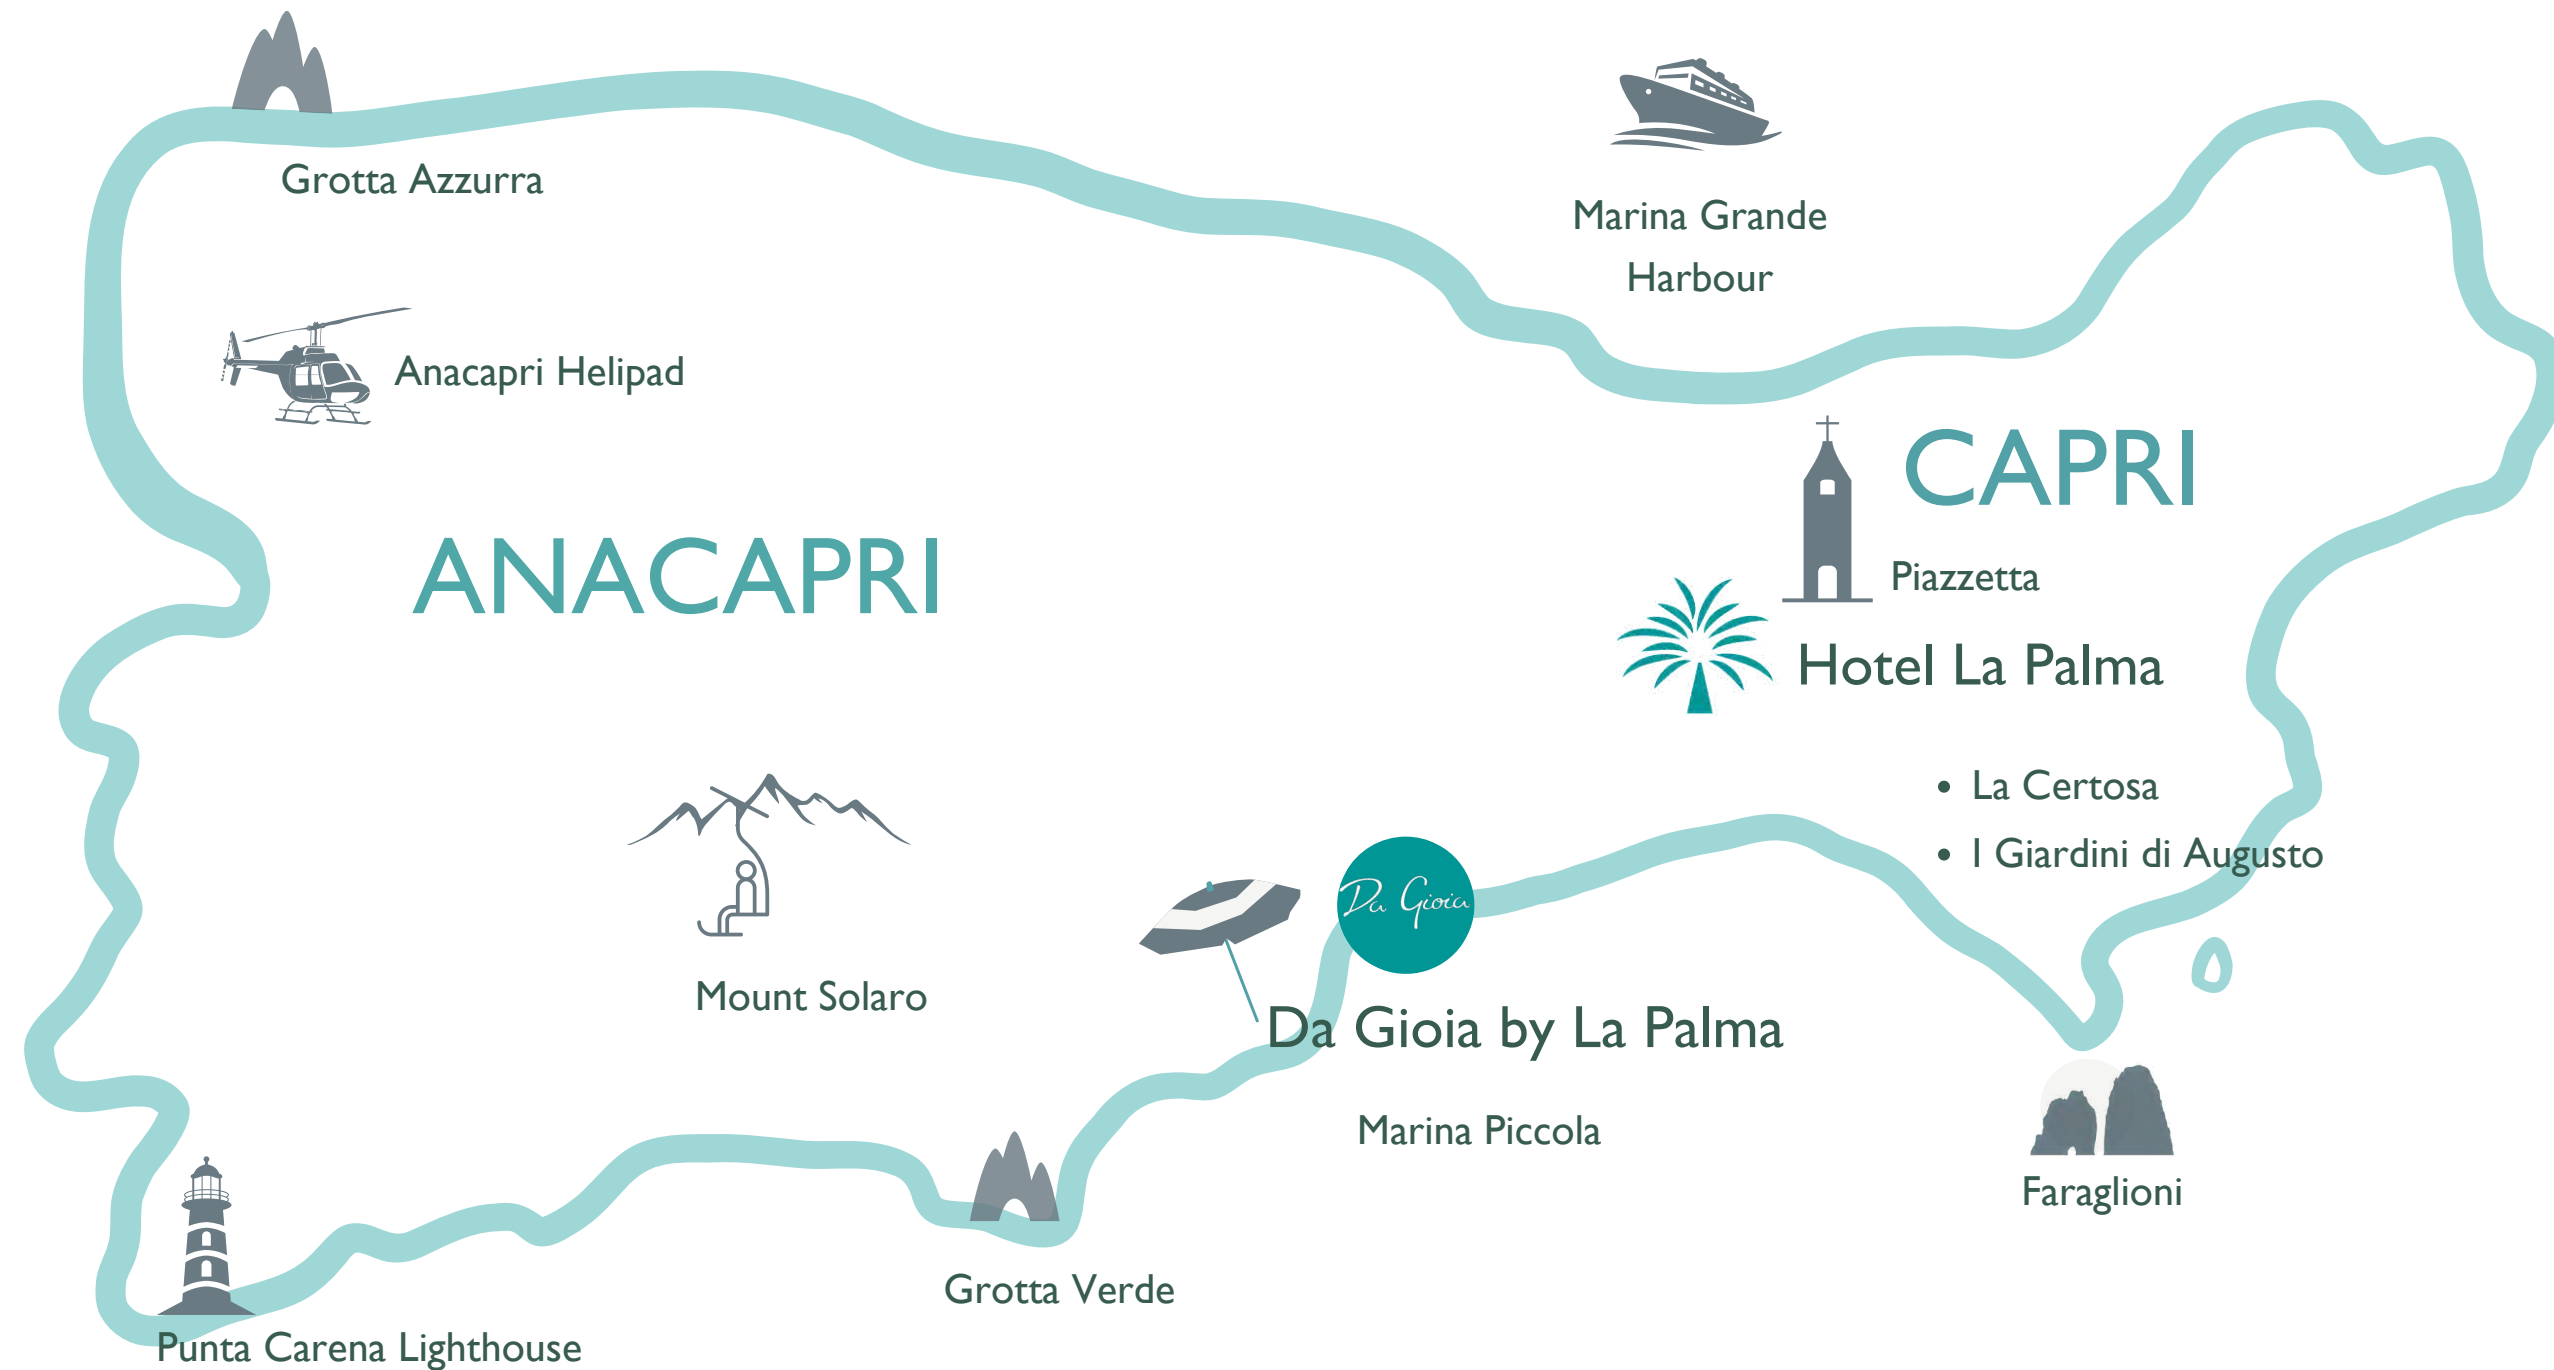 Grotta Azzurra
Marina Grande
Harbour
Anacapri Helipad
CAPRI
ANACAPRI
Piazzetta
Hotel La Palma
• La Certosa
• I Giardini di Augusto
Da Gioia
Mount Solaro
Da Gioia by La Palma
Marina Piccola
Faraglioni
Grotta Verde
Punta Carena Lighthouse